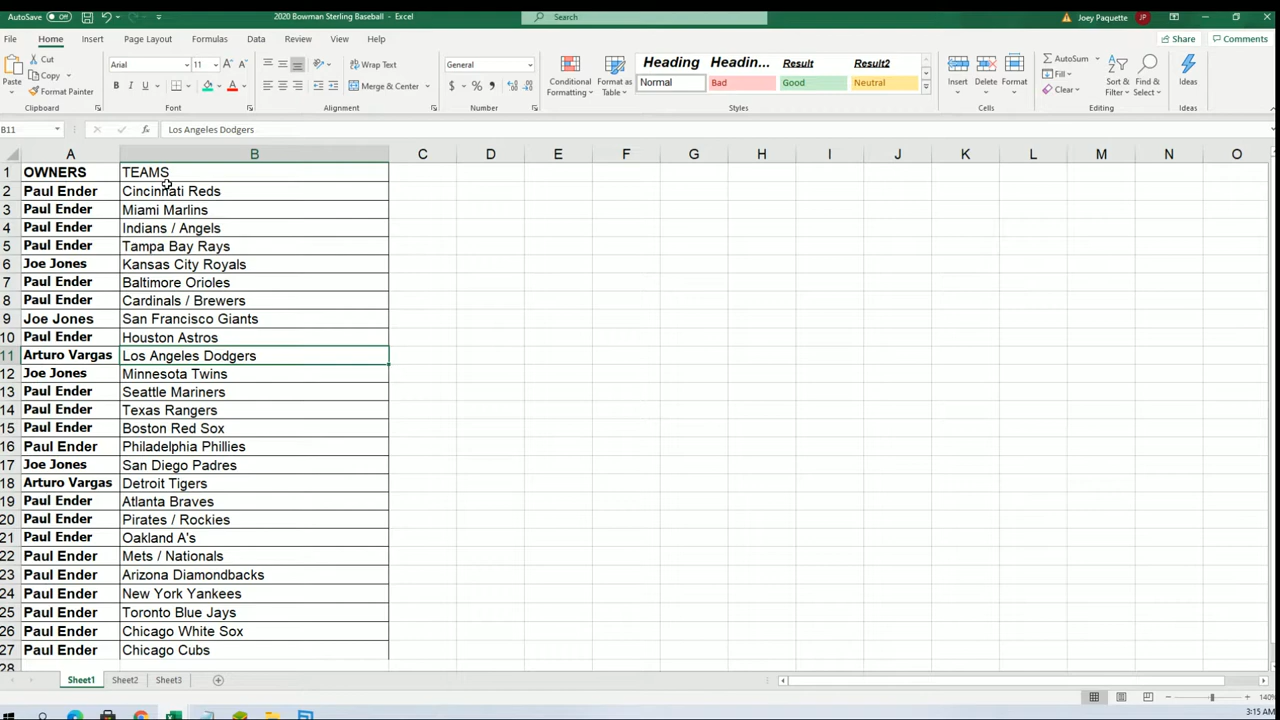 AutoSave Off 2020 Bowman Sterling Baseball - Excel Search Joey Paquette JP
File Home Insert Page Layout Formulas Data Review View Help Share Comments
Cut Arial 11 Wrap Text General Heading Headin... Result Result2 AutoSum
Copy Fill
Paste Format Painter Merge & Center Conditional Formatting Format as Table Normal Bad Good Neutral Insert Delete Format Clear Sort & Filter Find & Select Ideas
Clipboard Font Alignment Number Styles Cells Editing Ideas
B11 Los Angeles Dodgers
A B C D E F G H I J K L M N O
1 OWNERS TEAMS
2 Paul Ender Cincinnati Reds
3 Paul Ender Miami Marlins
4 Paul Ender Indians / Angels
5 Paul Ender Tampa Bay Rays
6 Joe Jones Kansas City Royals
7 Paul Ender Baltimore Orioles
8 Paul Ender Cardinals / Brewers
9 Joe Jones San Francisco Giants
10 Paul Ender Houston Astros
11 Arturo Vargas Los Angeles Dodgers
12 Joe Jones Minnesota Twins
13 Paul Ender Seattle Mariners
14 Paul Ender Texas Rangers
15 Paul Ender Boston Red Sox
16 Paul Ender Philadelphia Phillies
17 Joe Jones San Diego Padres
18 Arturo Vargas Detroit Tigers
19 Paul Ender Atlanta Braves
20 Paul Ender Pirates / Rockies
21 Paul Ender Oakland A's
22 Paul Ender Mets / Nationals
23 Paul Ender Arizona Diamondbacks
24 Paul Ender New York Yankees
25 Paul Ender Toronto Blue Jays
26 Paul Ender Chicago White Sox
27 Paul Ender Chicago Cubs
28
Sheet1 Sheet2 Sheet3
140%
3:15 AM